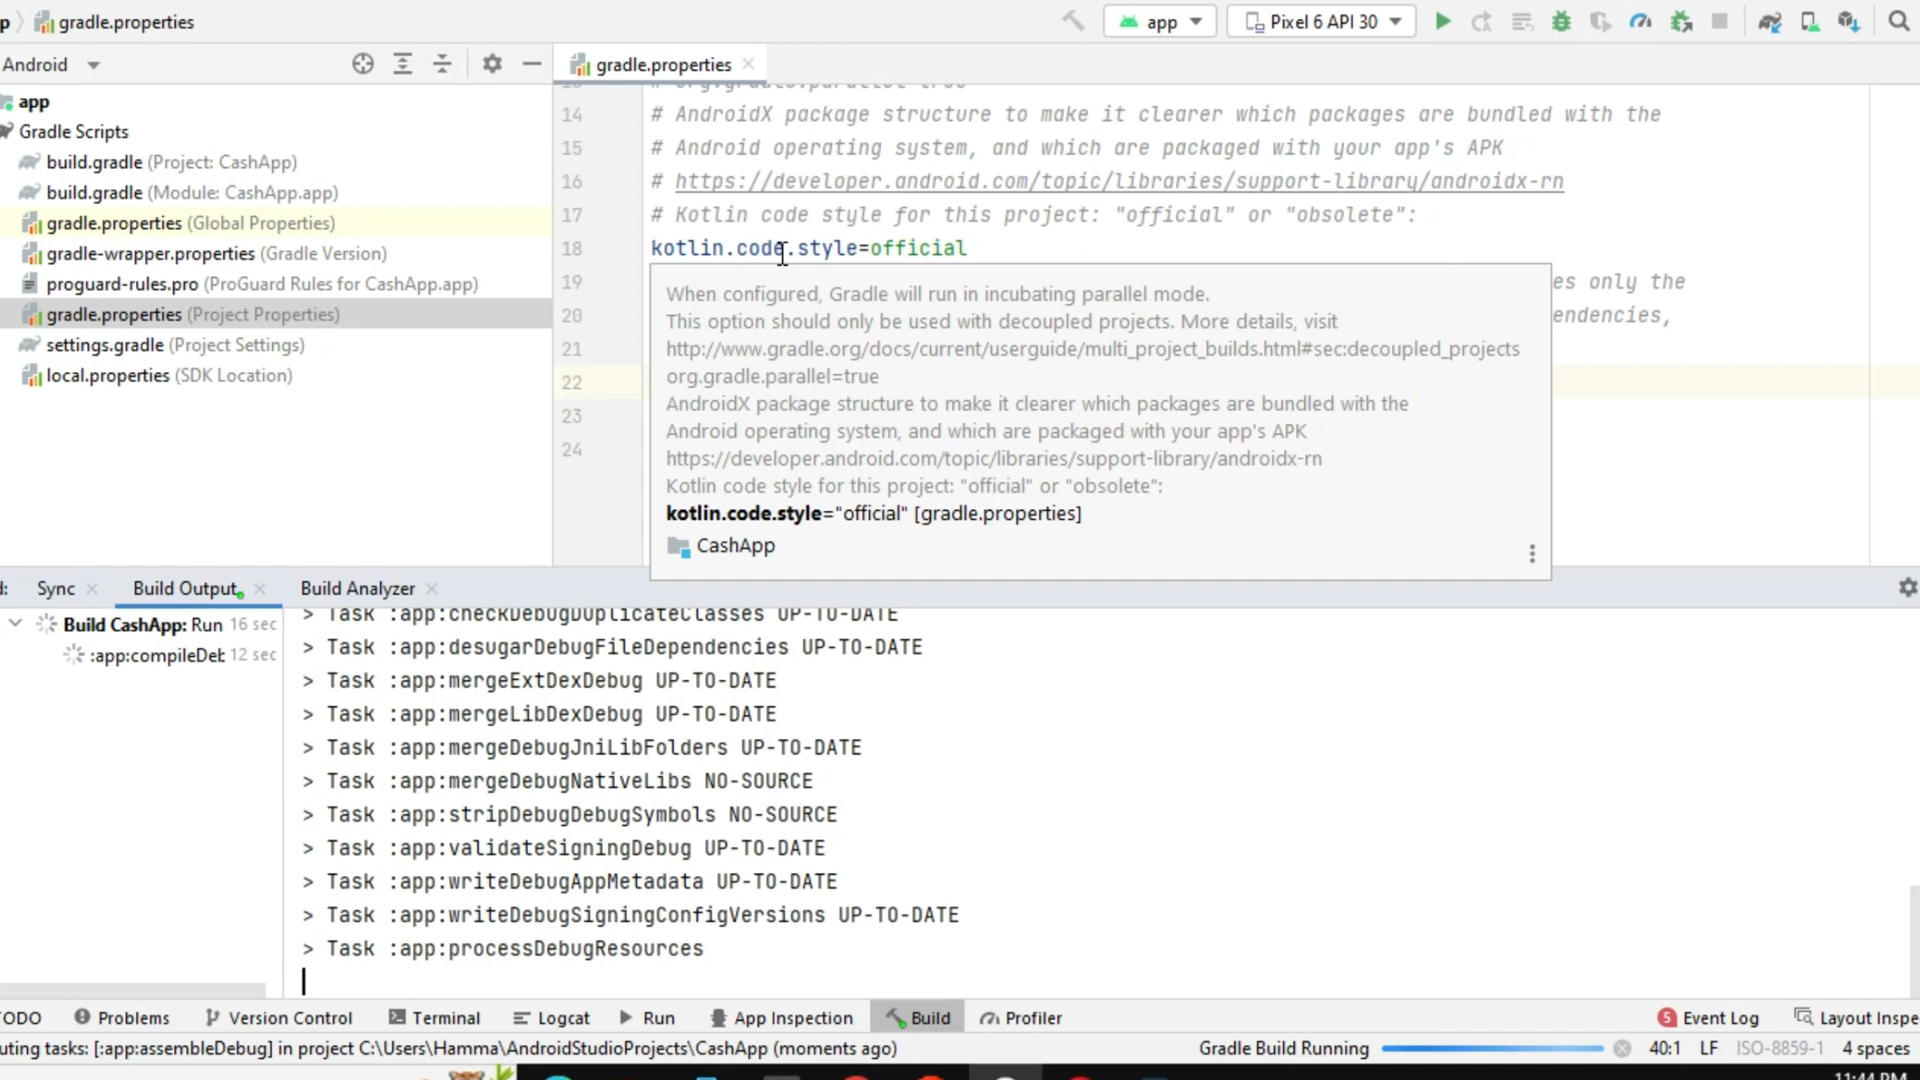 gradle.properties
app
Pixel 6 API 30
Android
gradle.properties
app
Gradle Scripts
build.gradle (Project: CashApp)
build.gradle (Module: CashApp.app)
gradle.properties (Global Properties)
gradle-wrapper.properties (Gradle Version)
proguard-rules.pro (ProGuard Rules for CashApp.app)
gradle.properties (Project Properties)
settings.gradle (Project Settings)
local.properties (SDK Location)
14 # AndroidX package structure to make it clearer which packages are bundled with the
15 # Android operating system, and which are packaged with your app's APK
16 # https://developer.android.com/topic/libraries/support-library/androidx-rn
17 # Kotlin code style for this project: "official" or "obsolete":
18 kotlin.code.style=official
19 es only the
20 endencies,
21
22
23
24
When configured, Gradle will run in incubating parallel mode.
This option should only be used with decoupled projects. More details, visit
http://www.gradle.org/docs/current/userguide/multi_project_builds.html#sec:decoupled_projects
org.gradle.parallel=true
AndroidX package structure to make it clearer which packages are bundled with the
Android operating system, and which are packaged with your app's APK
https://developer.android.com/topic/libraries/support-library/androidx-rn
Kotlin code style for this project: "official" or "obsolete":
kotlin.code.style="official" [gradle.properties]
CashApp
Sync
Build Output
Build Analyzer
Build CashApp: Run 16 sec
:app:compileDet 12 sec
> Task :app:checkDebugDuplicateClasses UP-TO-DATE
> Task :app:desugarDebugFileDependencies UP-TO-DATE
> Task :app:mergeExtDexDebug UP-TO-DATE
> Task :app:mergeLibDexDebug UP-TO-DATE
> Task :app:mergeDebugJniLibFolders UP-TO-DATE
> Task :app:mergeDebugNativeLibs NO-SOURCE
> Task :app:stripDebugDebugSymbols NO-SOURCE
> Task :app:validateSigningDebug UP-TO-DATE
> Task :app:writeDebugAppMetadata UP-TO-DATE
> Task :app:writeDebugSigningConfigVersions UP-TO-DATE
> Task :app:processDebugResources
ODO
Problems
Version Control
Terminal
Logcat
Run
App Inspection
Build
Profiler
5 Event Log
Layout Inspe
uting tasks: [:app:assembleDebug] in project C:\Users\Hamma\AndroidStudioProjects\CashApp (moments ago)
Gradle Build Running
40:1 LF ISO-8859-1 4 spaces
11:44 PM